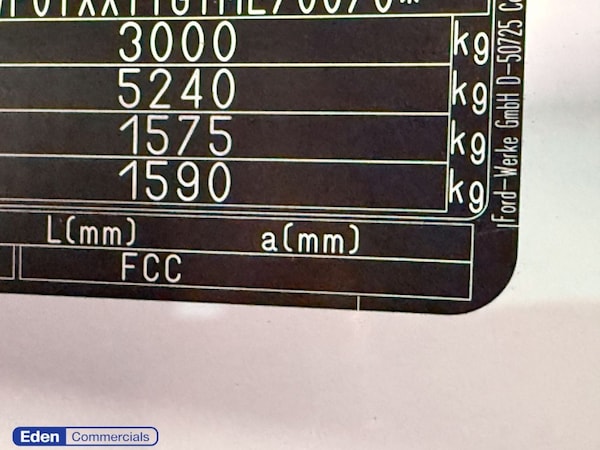 3000 kg
5240 kg
1575 kg
1590 kg
L(mm) a(mm)
FCC
Ford-Werke GmbH D-50725
Eden Commercials